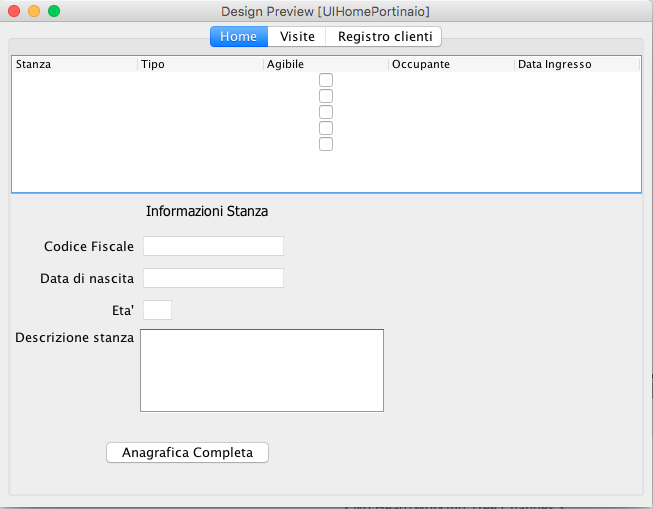 Design Preview [UIHomePortinaio]
Home Visite Registro clienti
Stanza Tipo Agibile Occupante Data Ingresso
Informazioni Stanza
Codice Fiscale
Data di nascita
Eta'
Descrizione stanza
Anagrafica Completa